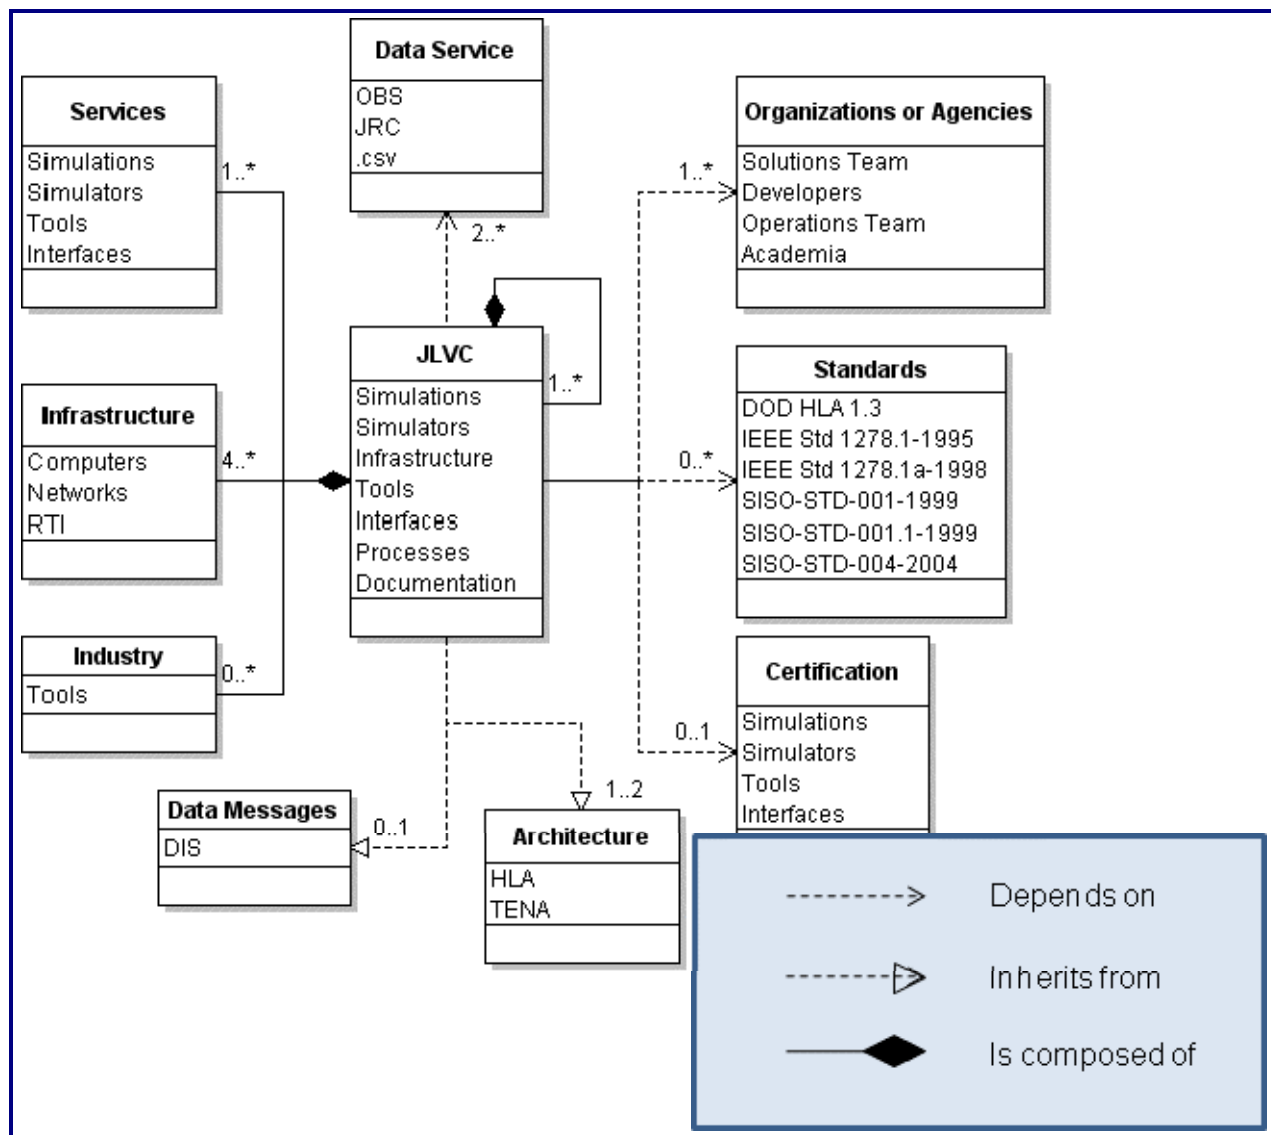 Data Service
OBS
JRC
.csv
2..*
Services
Simulations
Simulators
Tools
Interfaces
1..*
Organizations or Agencies
Solutions Team
Developers
Operations Team
Academia
1..*
JLVC
Simulations
Simulators
Infrastructure
Tools
Interfaces
Processes
Documentation
1..*
Infrastructure
Computers
Networks
RTI
4..*
Standards
DOD HLA 1.3
IEEE Std 1278.1-1995
IEEE Std 1278.1a-1998
SISO-STD-001-1999
SISO-STD-001.1-1999
SISO-STD-004-2004
0..*
Industry
Tools
0..*
Certification
Simulations
Simulators
Tools
Interfaces
0..1
Data Messages
DIS
0..1
Architecture
HLA
TENA
1..2
Depends on
Inherits from
Is composed of